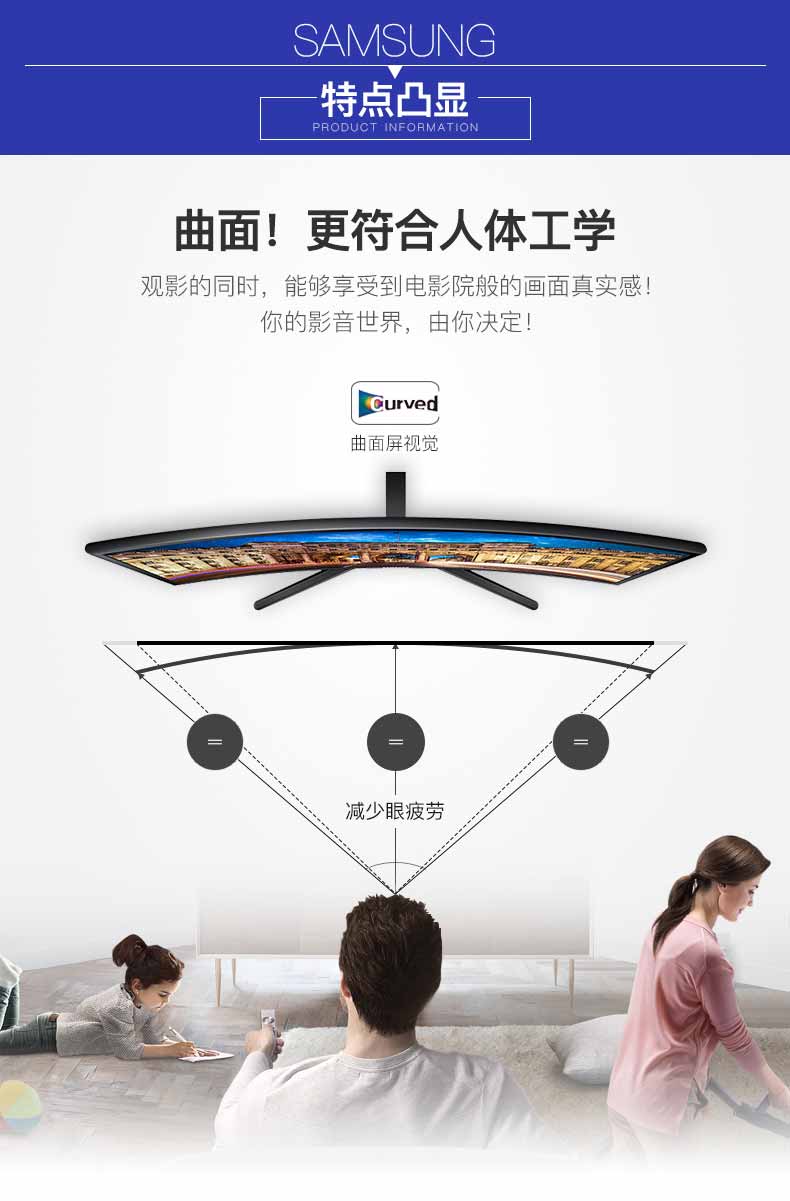 SAMSUNG
特点凸显
PRODUCT INFORMATION
曲面！更符合人体工学
观影的同时，能够享受到电影院般的画面真实感！
你的影音世界，由你决定！
Curved
曲面屏视觉
=
=
=
减少眼疲劳